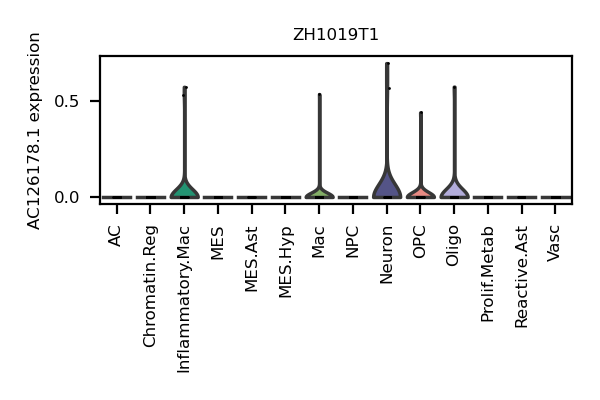 ZH1019T1
AC126178.1 expression
0.5
0.0
AC
Chromatin.Reg
Inflammatory.Mac
MES
MES.Ast
MES.Hyp
Mac
NPC
Neuron
OPC
Oligo
Prolif.Metab
Reactive.Ast
Vasc